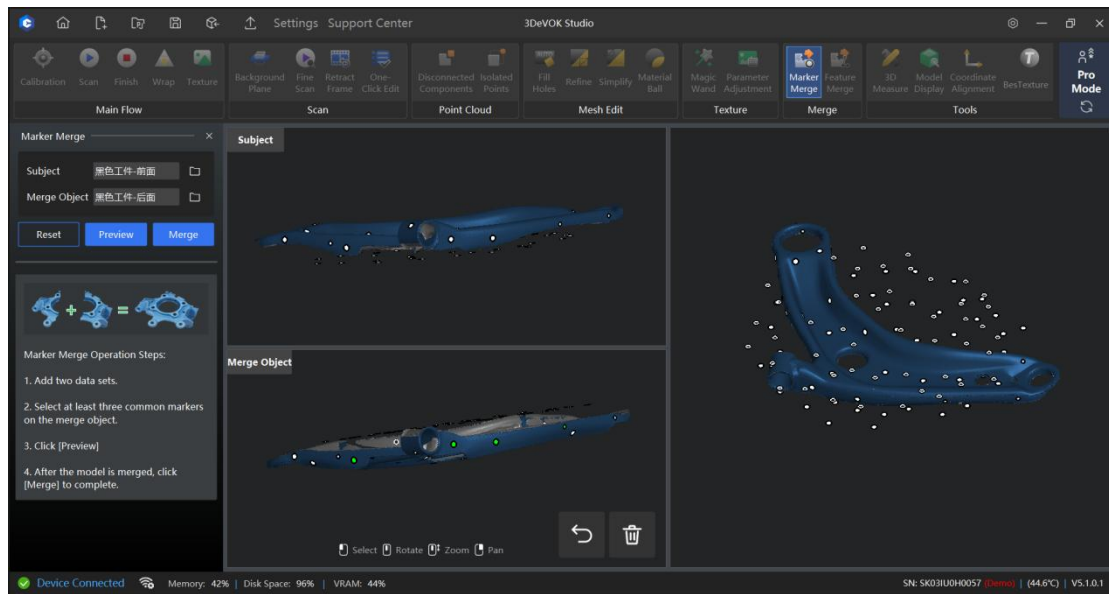 Settings Support Center 3DeVOK Studio
Calibration Scan Finish Wrap Texture
Main Flow
Background Plane Fine Scan Retract Frame One-Click Edit
Scan
Disconnected Components Isolated Points
Point Cloud
Fill Holes Refine Simplify Material Ball
Mesh Edit
Magic Wand Parameter Adjustment
Texture
Marker Merge Feature Merge
Merge
3D Measure Model Display Coordinate Alignment BesTexture
Tools
Pro Mode
Marker Merge
Subject 黑色工件-前面
Merge Object 黑色工件-后面
Reset Preview Merge
Marker Merge Operation Steps:
1. Add two data sets.
2. Select at least three common markers
on the merge object.
3. Click [Preview]
4. After the model is merged, click
[Merge] to complete.
Subject
Merge Object
Select Rotate Zoom Pan
Device Connected Memory: 42% | Disk Space: 96% | VRAM: 44%
SN: SK03IU0H0057 (Demo) | (44.6℃) | V5.1.0.1